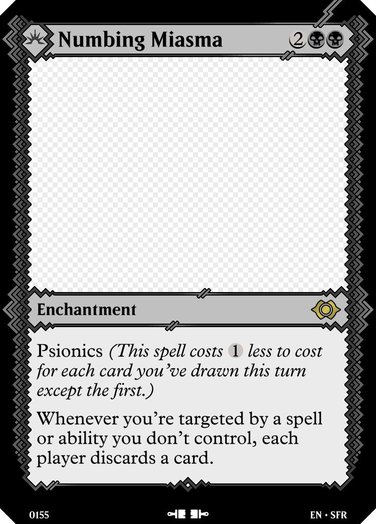 Numbing Miasma 2
Enchantment
Psionics (This spell costs 1 less to cost
for each card you've drawn this turn
except the first.)
Whenever you're targeted by a spell
or ability you don't control, each
player discards a card.
0155 EN • SFR